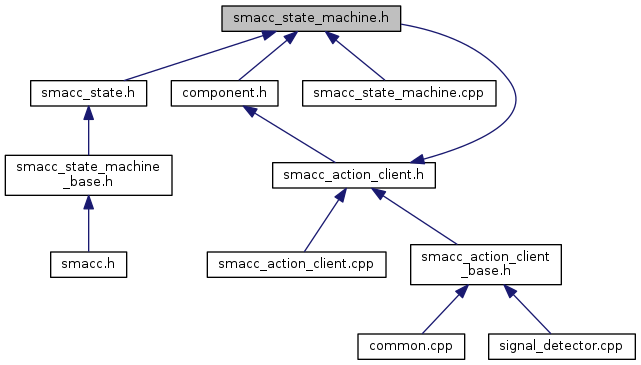 smacc_state_machine.h
smacc_state.h
component.h
smacc_state_machine.cpp
smacc_state_machine
_base.h
smacc_action_client.h
smacc.h
smacc_action_client.cpp
smacc_action_client
_base.h
common.cpp
signal_detector.cpp